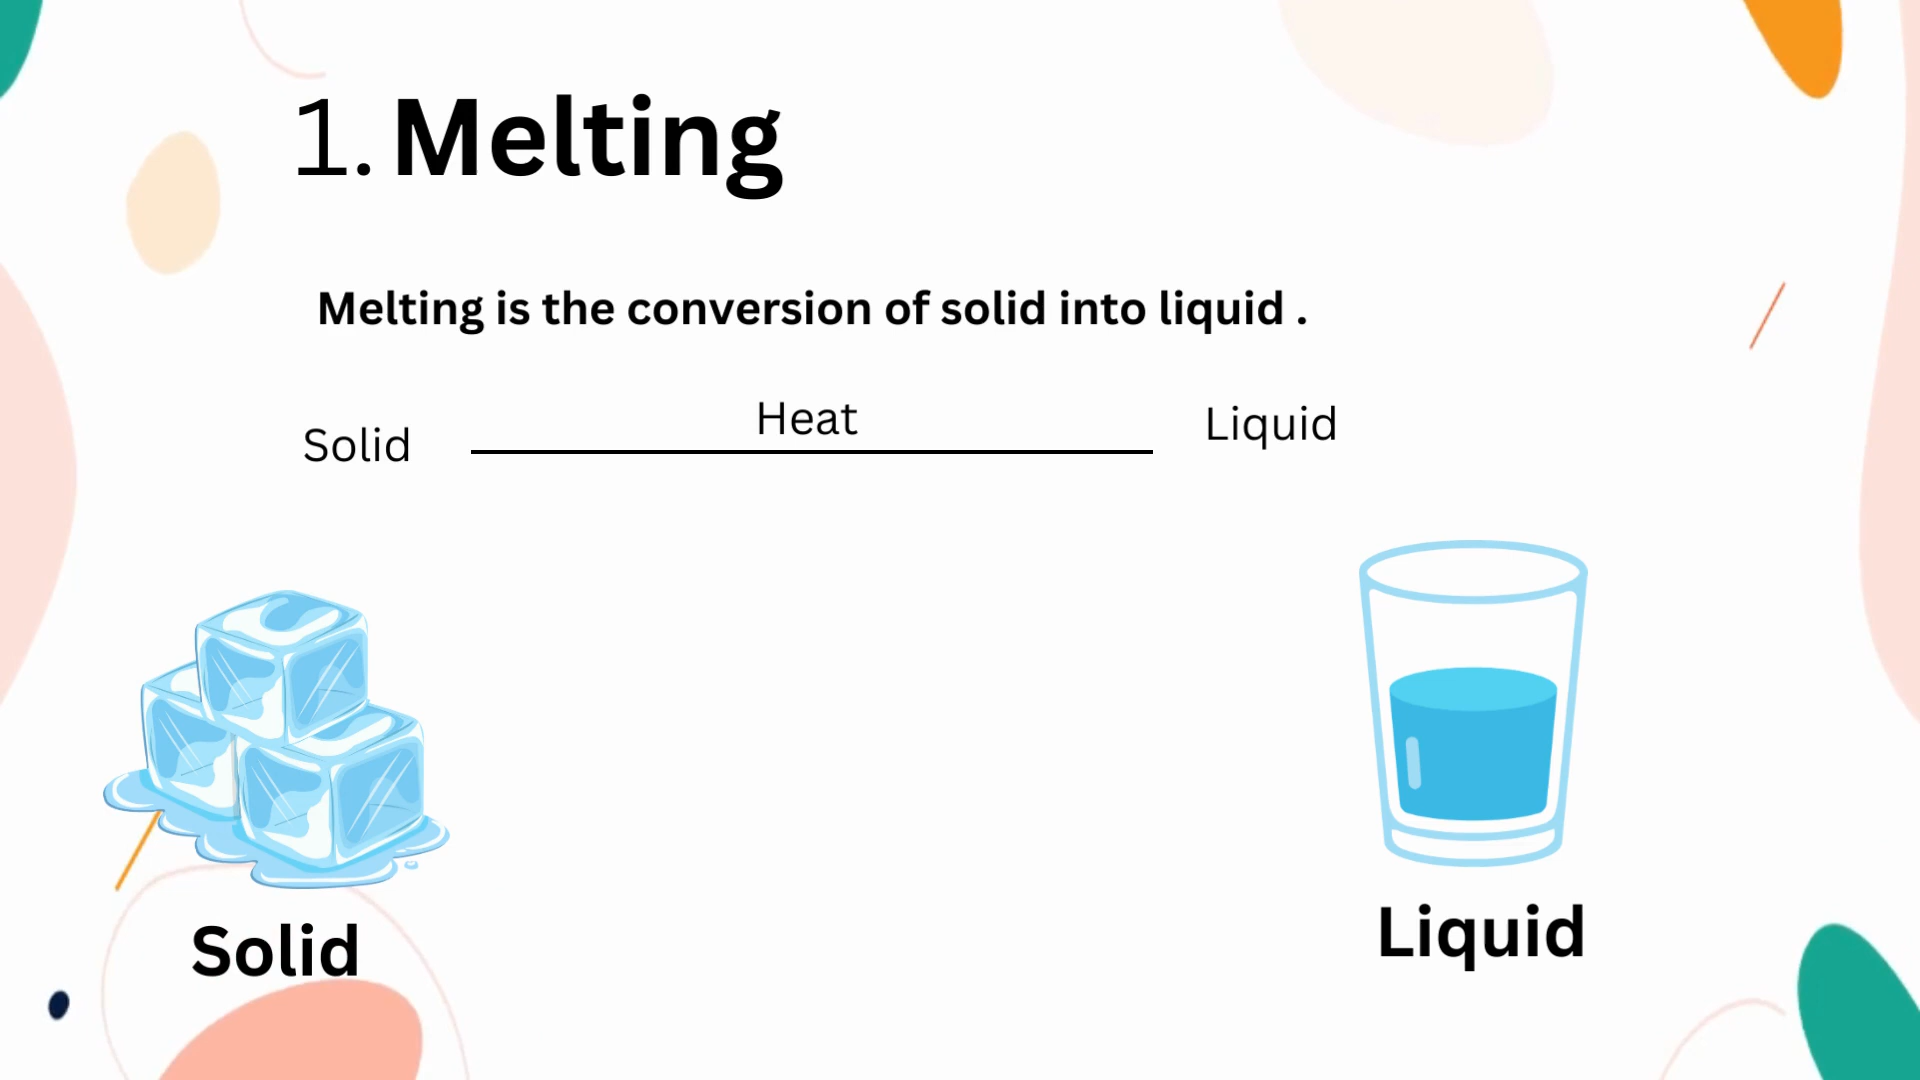 1. Melting
Melting is the conversion of solid into liquid .
Heat
Solid
Liquid
Solid
Liquid